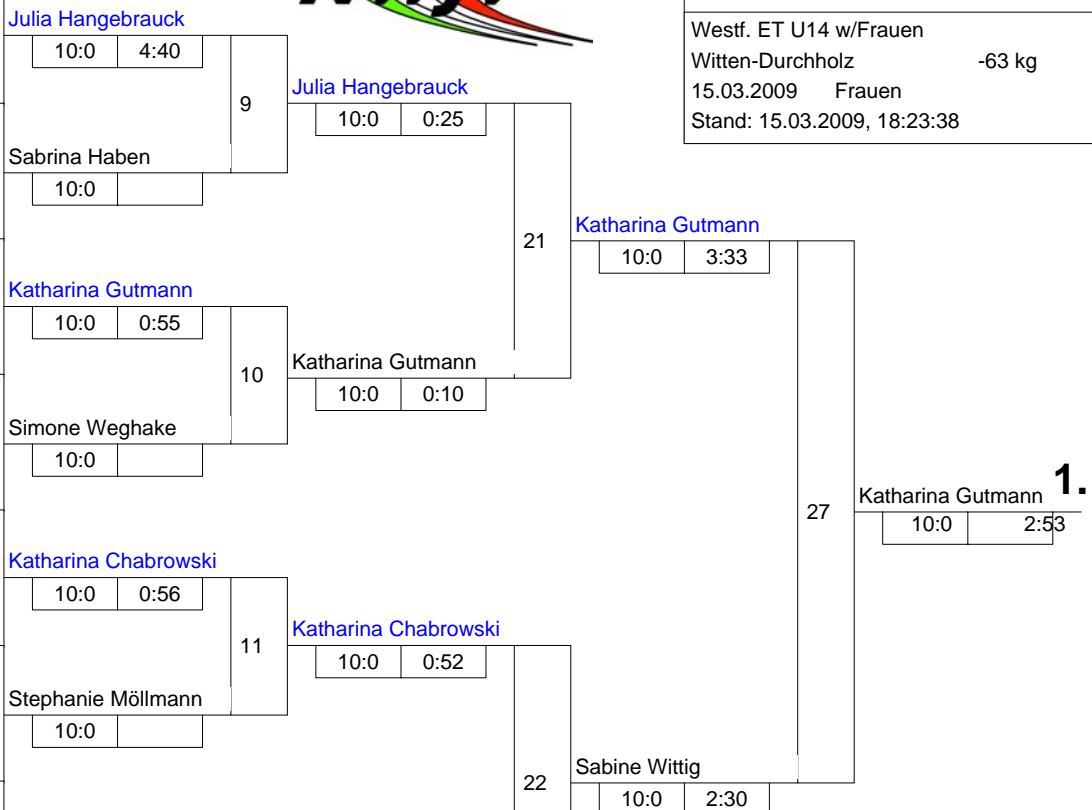 Julia Hangebrauck
10:0 4:40
9
Sabrina Haben
10:0
Julia Hangebrauck
10:0 0:25
Westf. ET U14 w/Frauen
Witten-Durchholz -63 kg
15.03.2009 Frauen
Stand: 15.03.2009, 18:23:38
21
Katharina Gutmann
10:0 3:33
Katharina Gutmann
10:0 0:55
10
Katharina Gutmann
10:0 0:10
Simone Weghake
10:0
27
Katharina Gutmann 1.
10:0 2:53
Katharina Chabrowski
10:0 0:56
11
Katharina Chabrowski
10:0 0:52
Stephanie Möllmann
10:0
22
Sabine Wittig
10:0 2:30